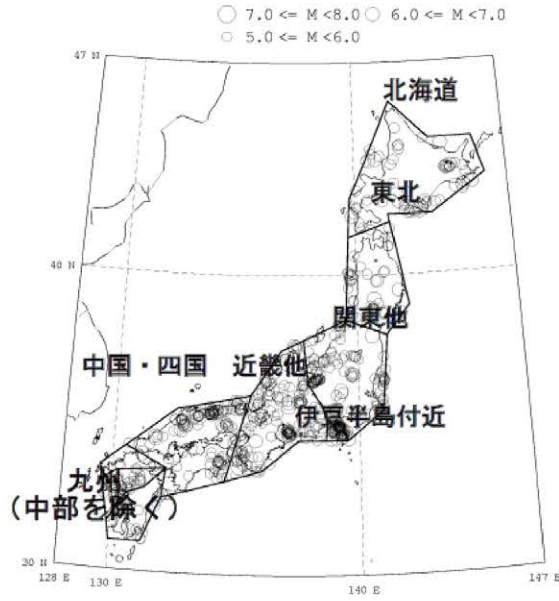 7.0 <= M <8.0 6.0 <= M <7.0
5.0 <= M <6.0
47 N
北海道
東北
40 N
関東他
中国・四国 近畿他
伊豆半島付近
九州
(中部を除く)
30 N
128 E 130 E 140 E 147 E